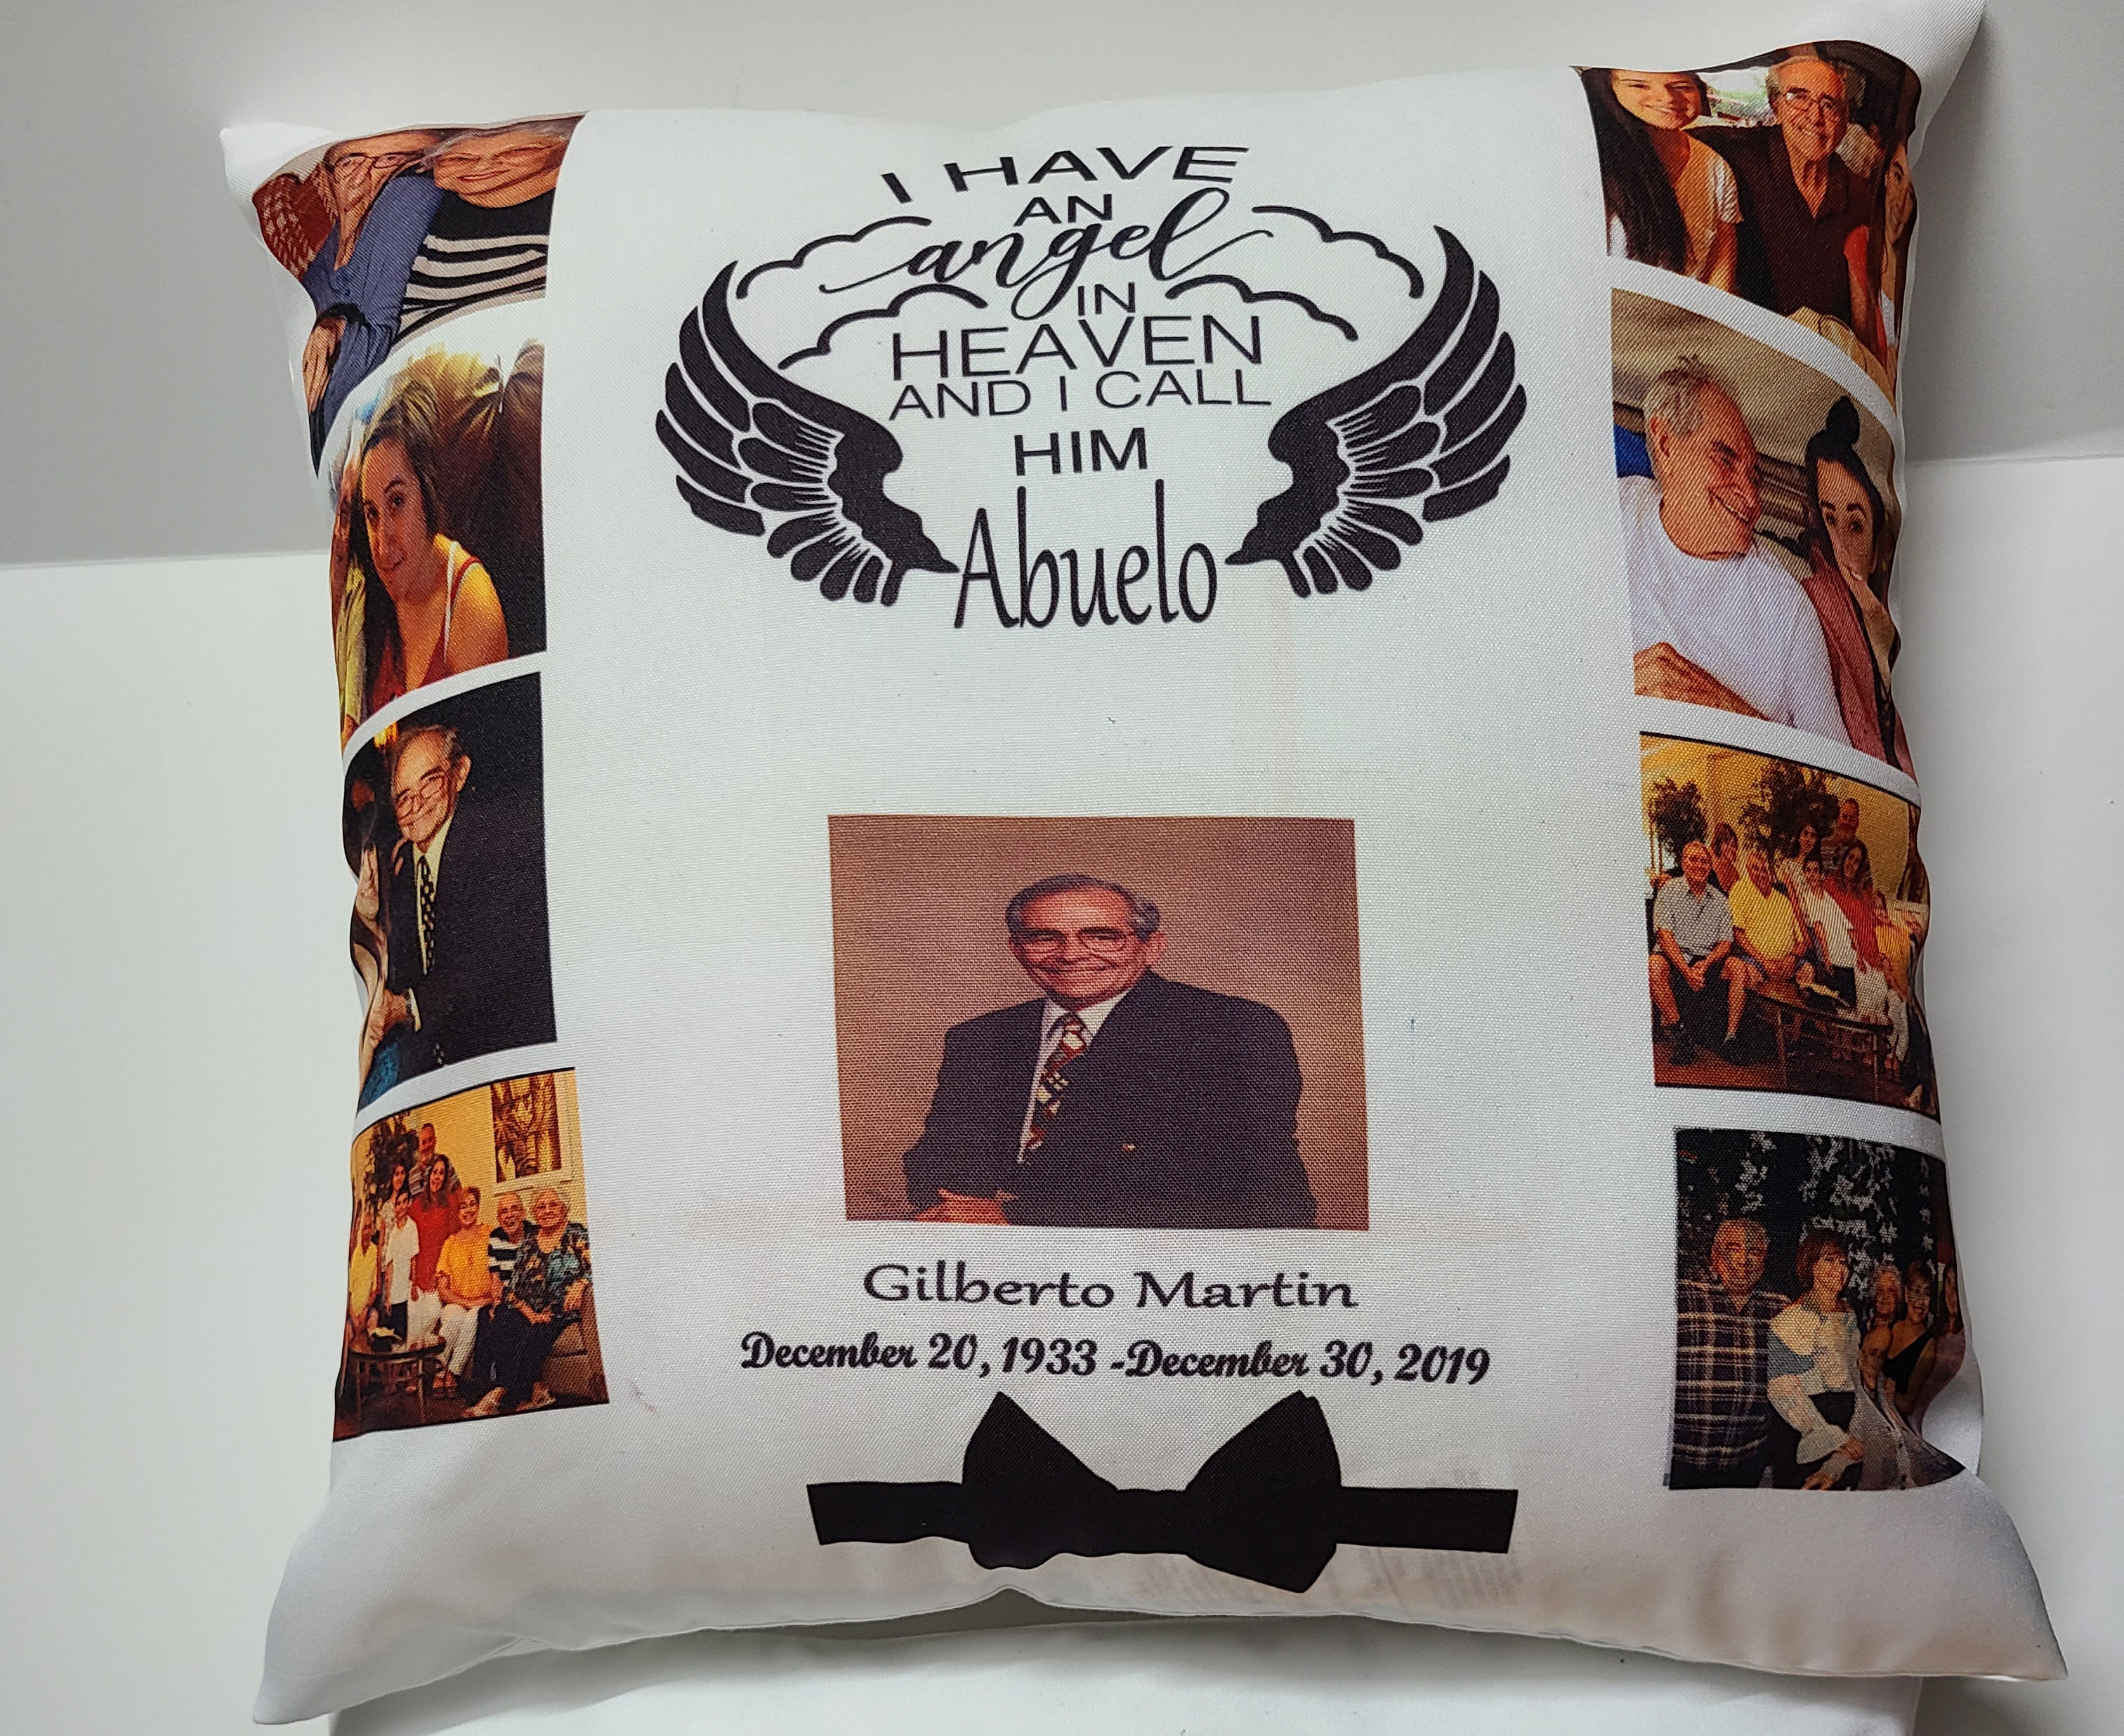 I HAVE
AN
angel
IN
HEAVEN
AND I CALL
HIM
Abuelo
Gilberto Martin
December 20, 1933 -December 30, 2019